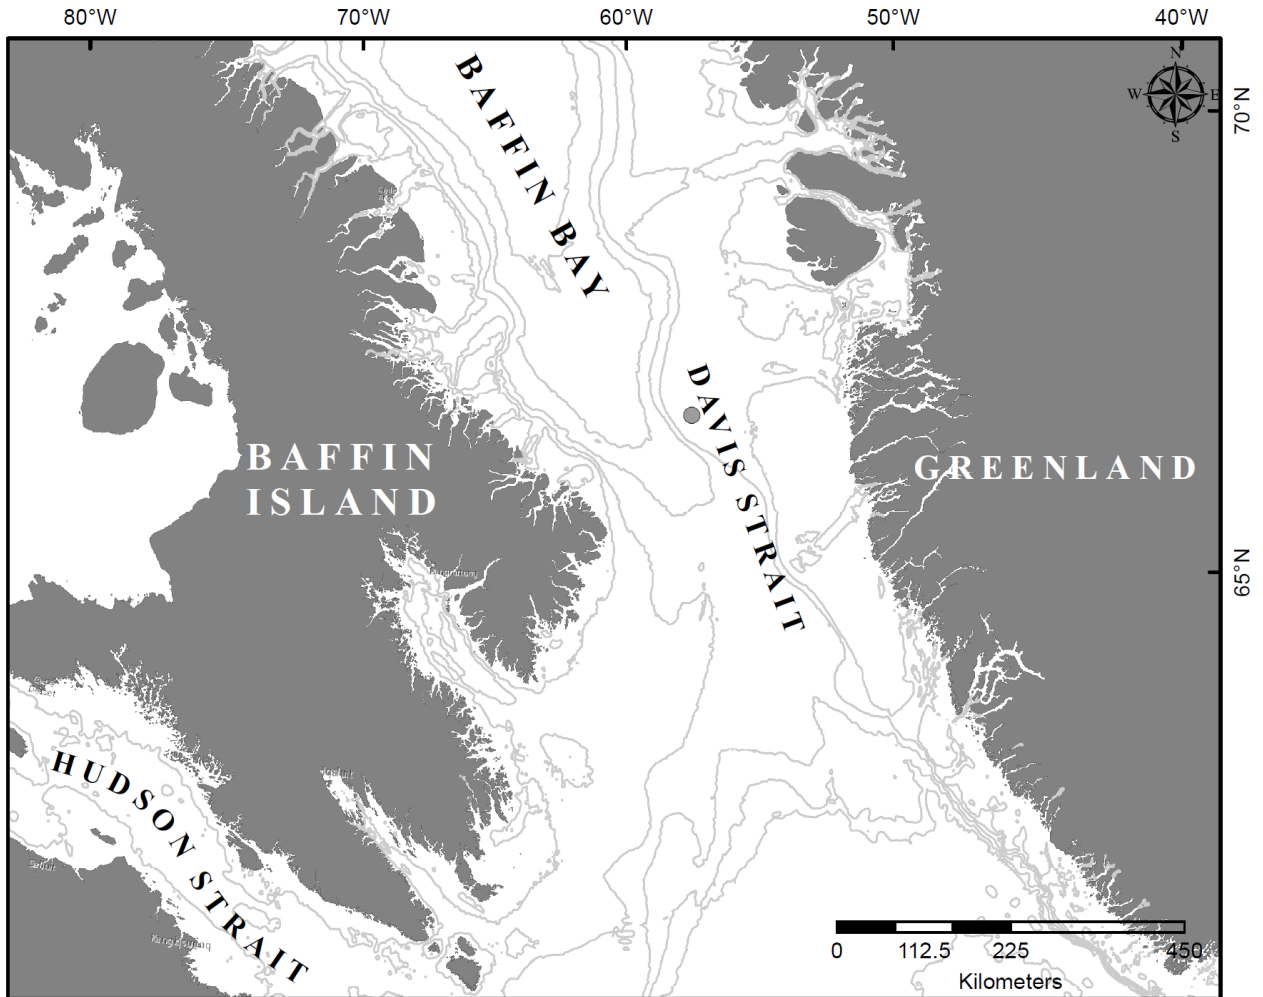 80°W 70°W 60°W 50°W 40°W
N
W E
S
70°N
BAFFIN BAY
DAVIS STRAIT
BAFFIN
ISLAND
GREENLAND
65°N
HUDSON STRAIT
0 112.5 225 450
Kilometers